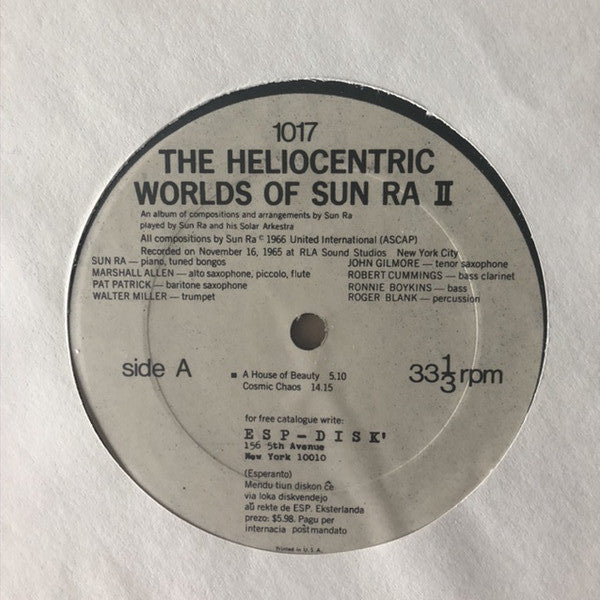 1017
THE HELIOCENTRIC
WORLDS OF SUN RA II
An album of compositions and arrangements by Sun Ra
played by Sun Ra and his Solar Arkestra
All compositions by Sun Ra © 1966 United International (ASCAP)
Recorded on November 16, 1965 at RLA Sound Studios New York City
SUN RA — piano, tuned bongos
MARSHALL ALLEN — alto saxophone, piccolo, flute
PAT PATRICK — baritone saxophone
WALTER MILLER — trumpet
JOHN GILMORE — tenor saxophone
ROBERT CUMMINGS — bass clarinet
RONNIE BOYKINS — bass
ROGER BLANK — percussion
side A
A House of Beauty 5.10
Cosmic Chaos 14.15
33 1/3 rpm
for free catalogue write:
ESP-DISK'
156 5th Avenue
New York 10010
(Esperanto)
Mendu tiun diskon ĉe
via loka diskvendejo
aŭ rekte de ESP. Eksterlanda
prezo: $5.98. Pagu per
internacia poŝtmandato
Printed in U.S.A.